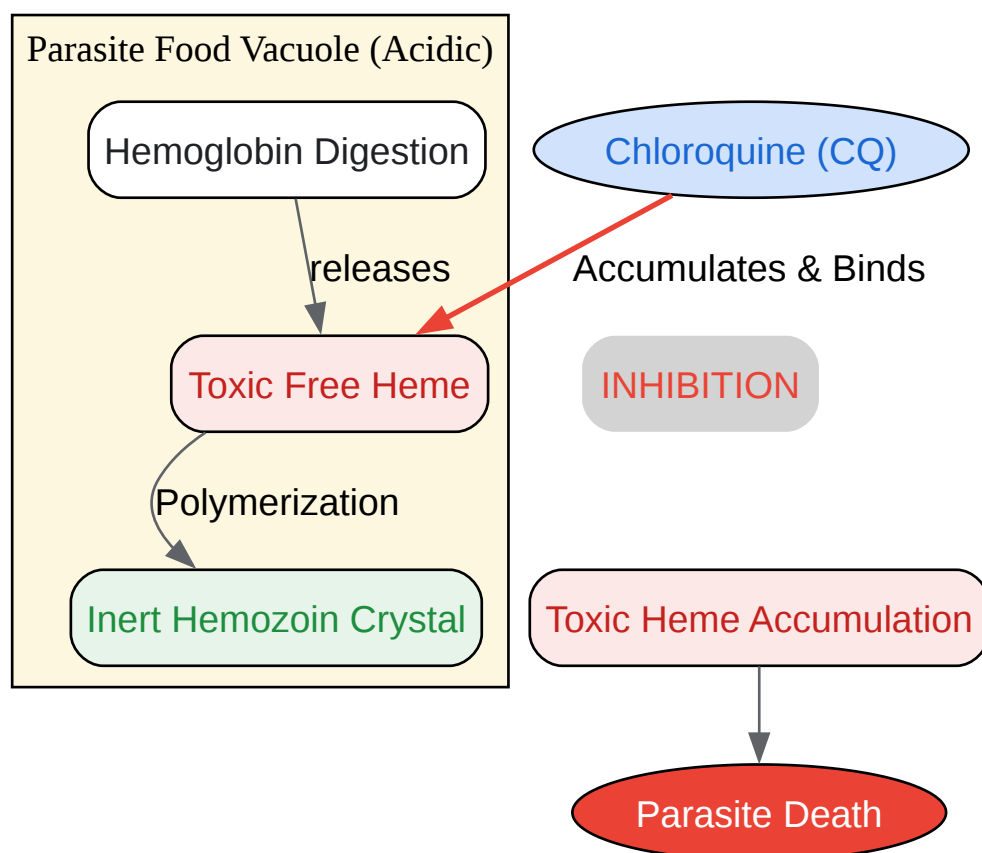 Parasite Food Vacuole (Acidic)
Hemoglobin Digestion
Chloroquine (CQ)
releases
Accumulates & Binds
Toxic Free Heme
INHIBITION
Polymerization
Inert Hemozoin Crystal
Toxic Heme Accumulation
Parasite Death